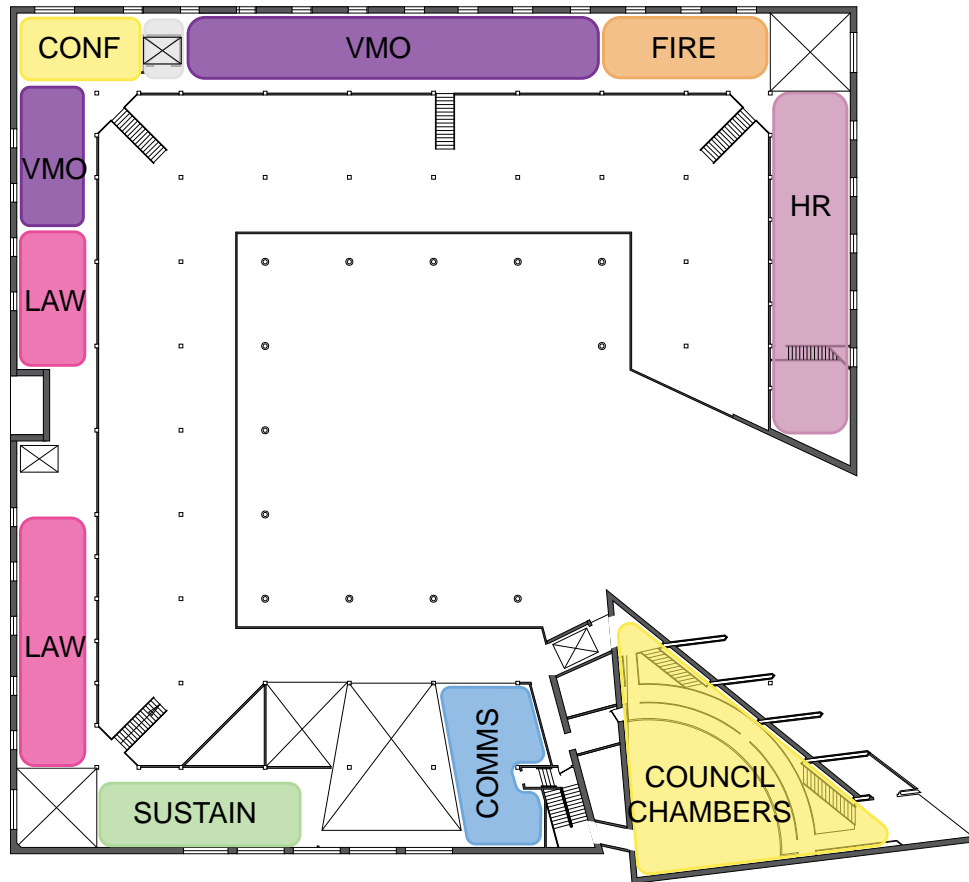 CONF
VMO
FIRE
VMO
HR
LAW
LAW
COMMS
COUNCIL
CHAMBERS
SUSTAIN